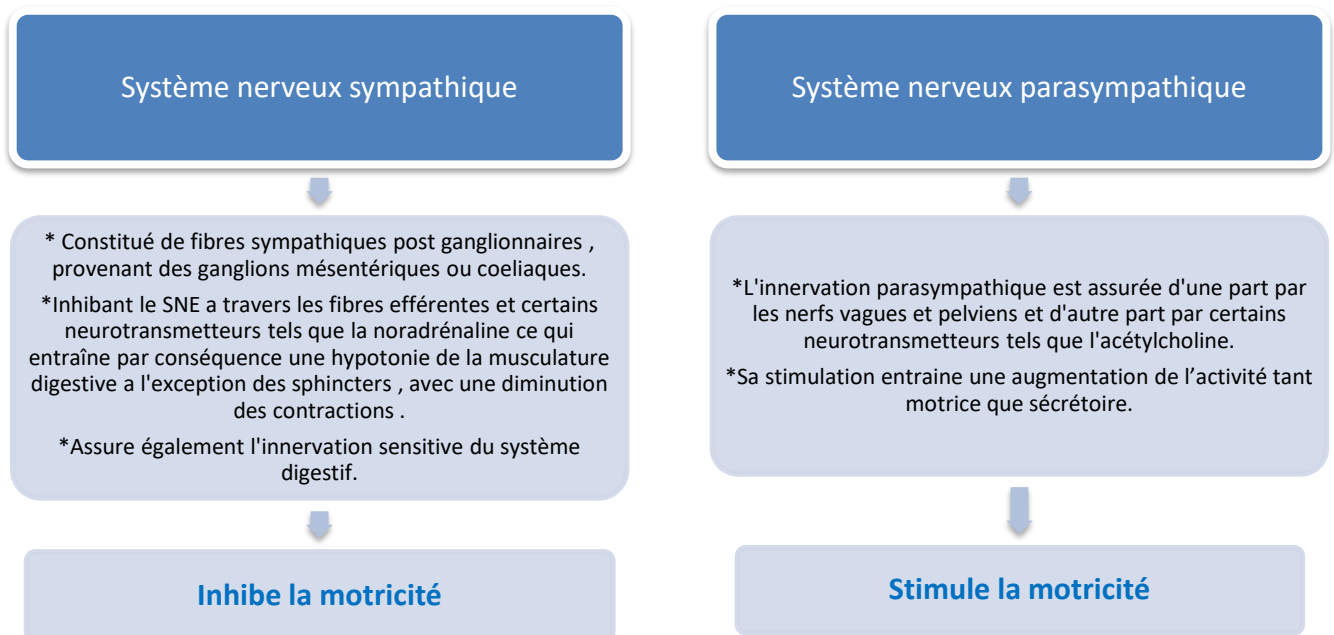 Système nerveux sympathique
* Constitué de fibres sympathiques post ganglionnaires ,
provenant des ganglions mésentériques ou coeliaques.
*Inhibant le SNE a travers les fibres efférentes et certains
neurotransmetteurs tels que la noradrénaline ce qui
entraîne par conséquence une hypotonie de la musculature
digestive a l'exception des sphincters , avec une diminution
des contractions .
*Assure également l'innervation sensitive du système
digestif.
Inhibe la motricité
Système nerveux parasympathique
*L'innervation parasympathique est assurée d'une part par
les nerfs vagues et pelviens et d'autre part par certains
neurotransmetteurs tels que l'acétylcholine.
*Sa stimulation entraine une augmentation de l’activité tant
motrice que sécrétoire.
Stimule la motricité